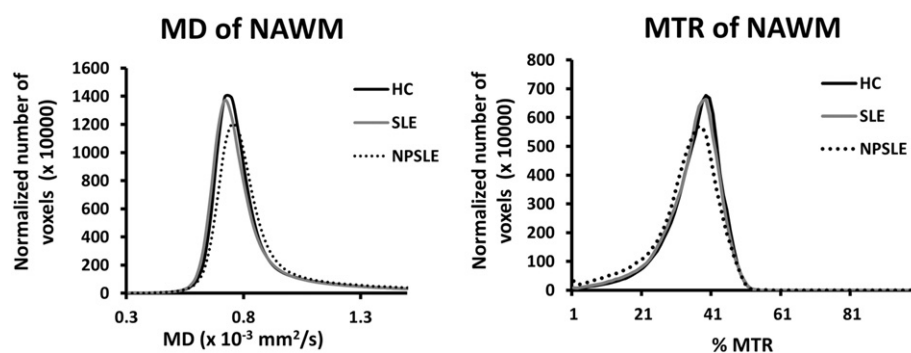 MD of NAWM
Normalized number of
voxels (x 10000)
1600
1400
1200
1000
800
600
400
200
0
HC
SLE
NPSLE
0.3
0.8
1.3
MD (x 10⁻³ mm²/s)
MTR of NAWM
Normalized number of
voxels (x 10000)
800
700
600
500
400
300
200
100
0
HC
SLE
NPSLE
1
21
41
61
81
% MTR